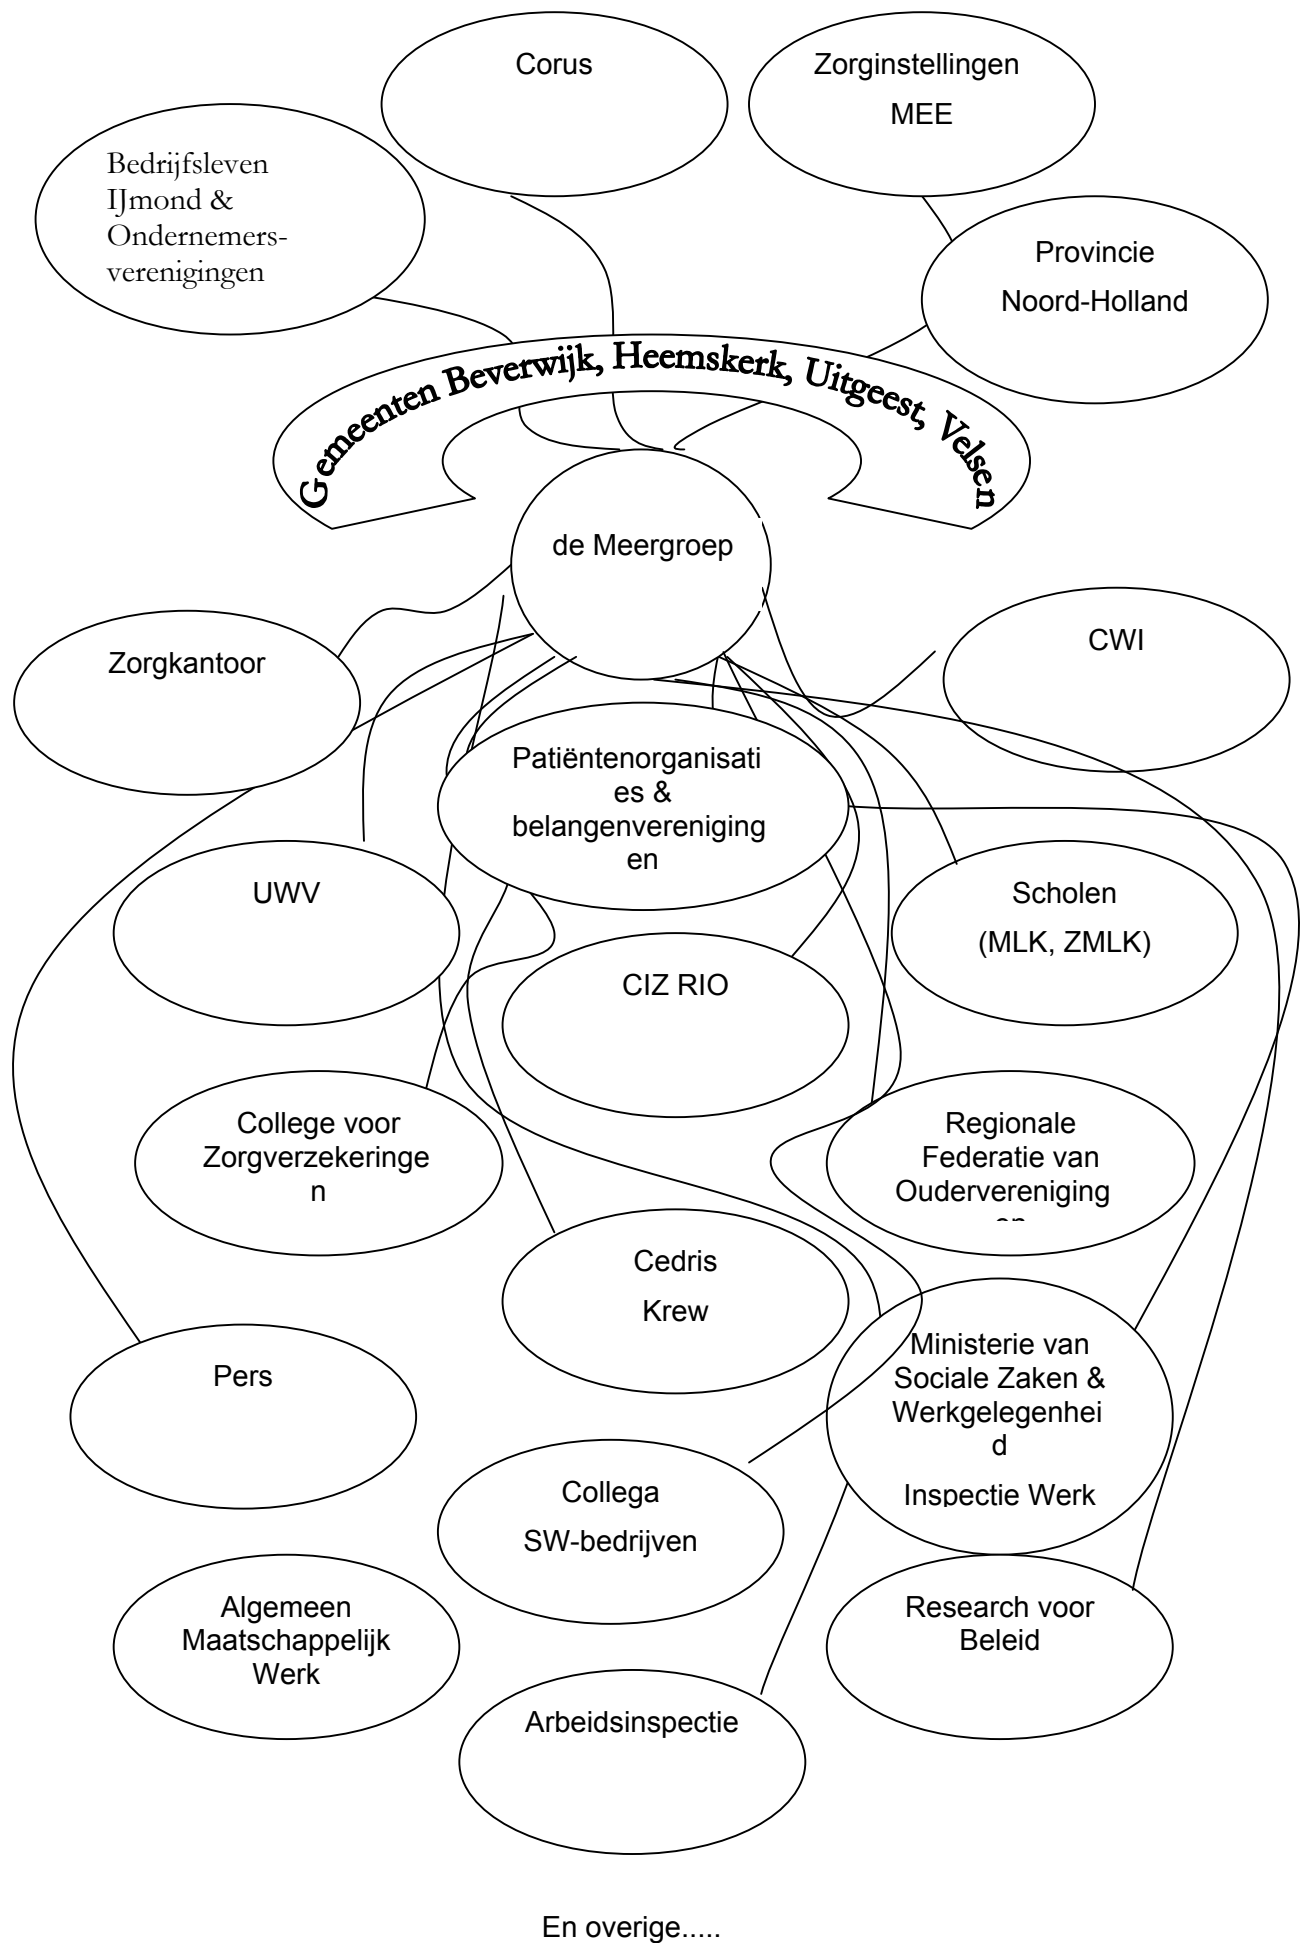 Corus
Zorginstellingen
MEE
Bedrijfsleven
IJmond &
Ondernemers-
verenigingen
Provincie
Noord-Holland
Gemeenten Beverwijk, Heemskerk, Uitgeest, Velsen
de Meergroep
Zorgkantoor
CWI
Patiëntenorganisati
es &
belangenvereniging
en
UWV
Scholen
(MLK, ZMLK)
CIZ RIO
College voor
Zorgverzekeringe
n
Regionale
Federatie van
Oudervereniging
en
Cedris
Krew
Ministerie van
Sociale Zaken &
Werkgelegenhei
d
Inspectie Werk
Pers
Collega
SW-bedrijven
Algemeen
Maatschappelijk
Werk
Research voor
Beleid
Arbeidsinspectie
En overige.....